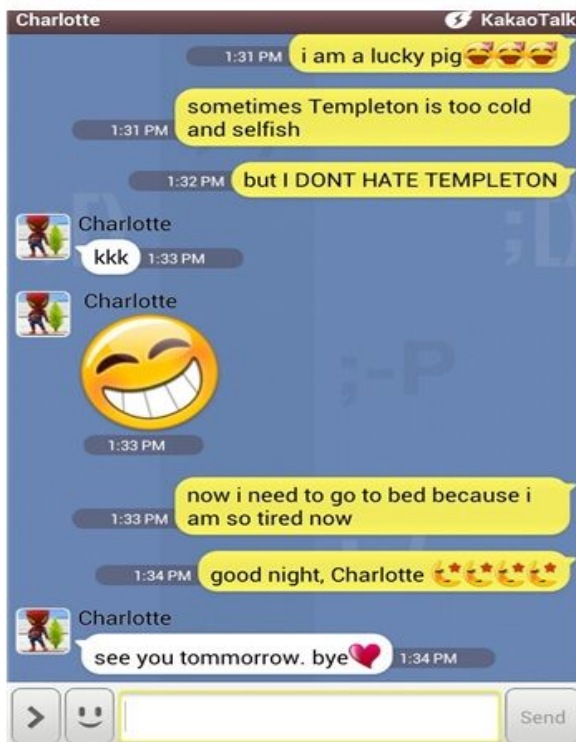 Charlotte KakaoTalk
1:31 PM i am a lucky pig
sometimes Templeton is too cold
1:31 PM and selfish
1:32 PM but I DONT HATE TEMPLETON
Charlotte
kkk 1:33 PM
Charlotte
1:33 PM
now i need to go to bed because i
1:33 PM am so tired now
1:34 PM good night, Charlotte
Charlotte
see you tommorrow. bye 1:34 PM
;-P
Send